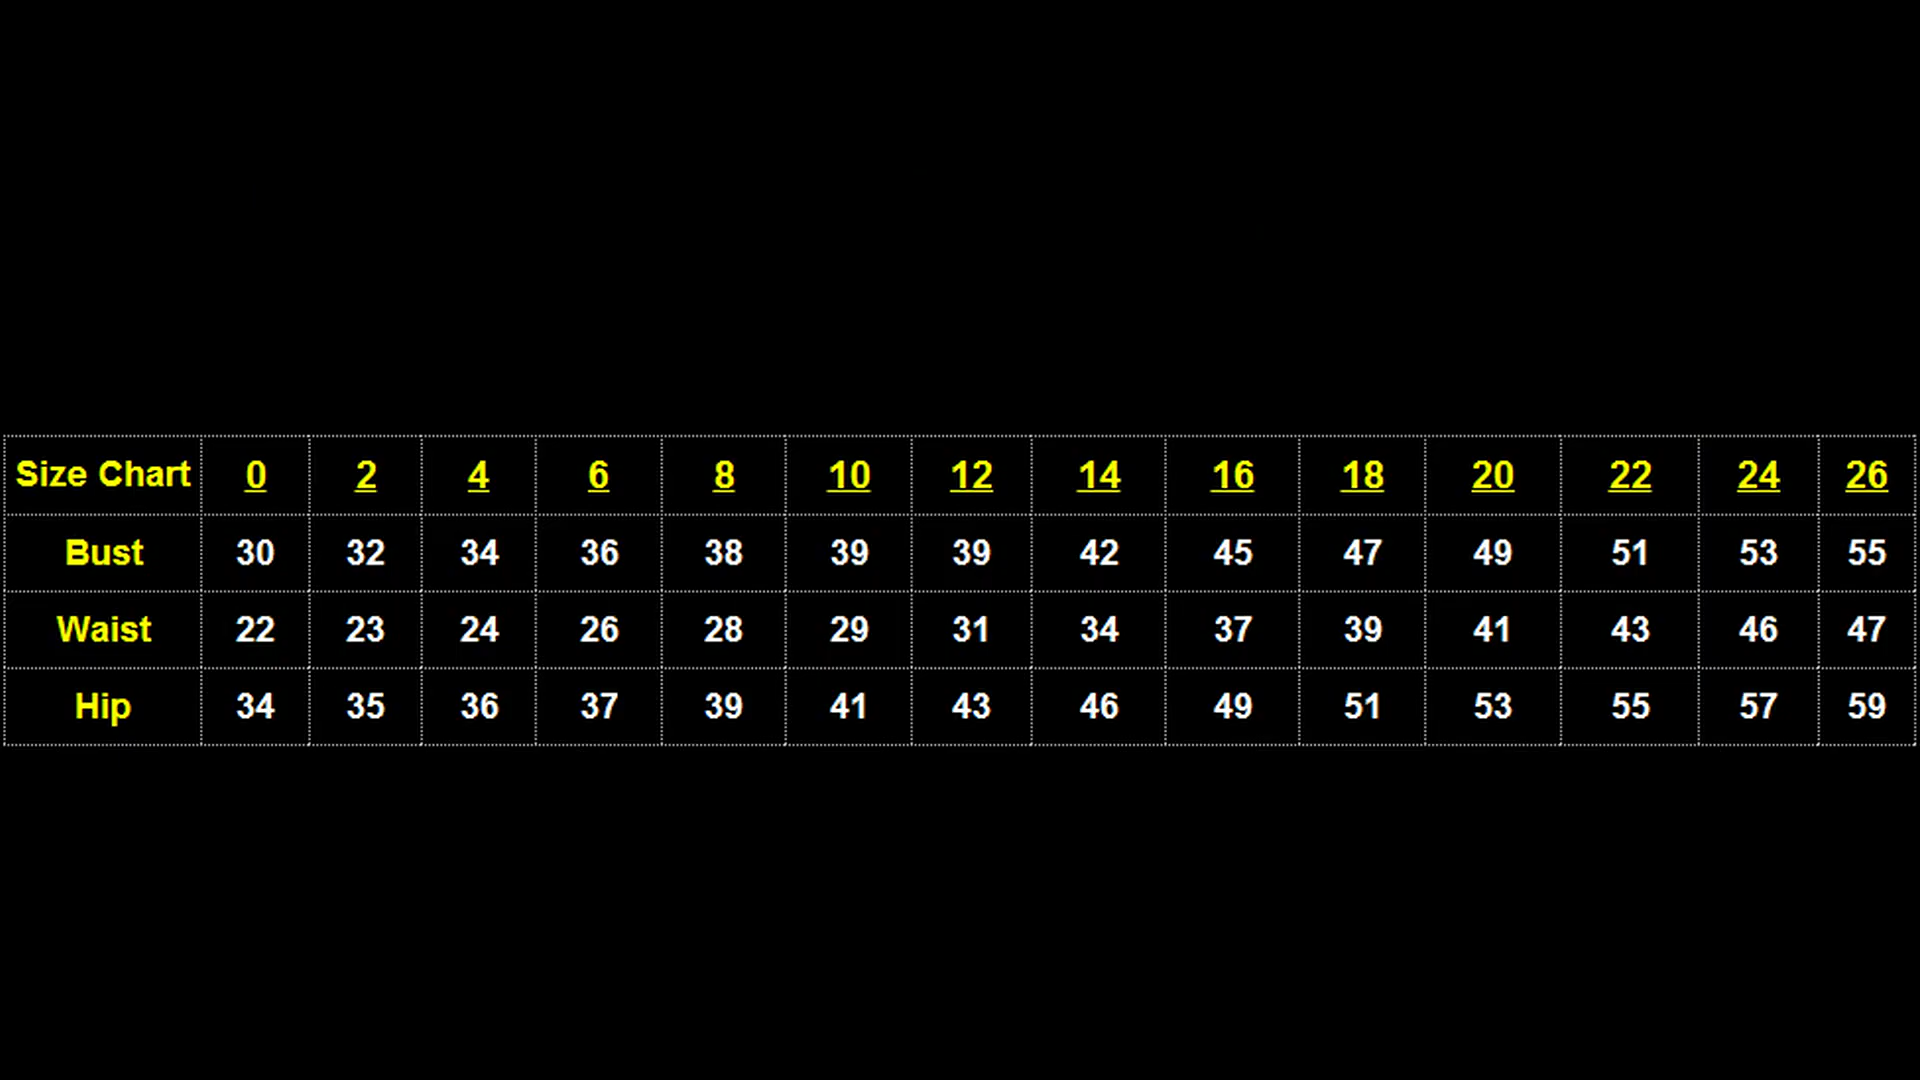 Size Chart 0 2 4 6 8 10 12 14 16 18 20 22 24 26
Bust 30 32 34 36 38 39 39 42 45 47 49 51 53 55
Waist 22 23 24 26 28 29 31 34 37 39 41 43 46 47
Hip 34 35 36 37 39 41 43 46 49 51 53 55 57 59